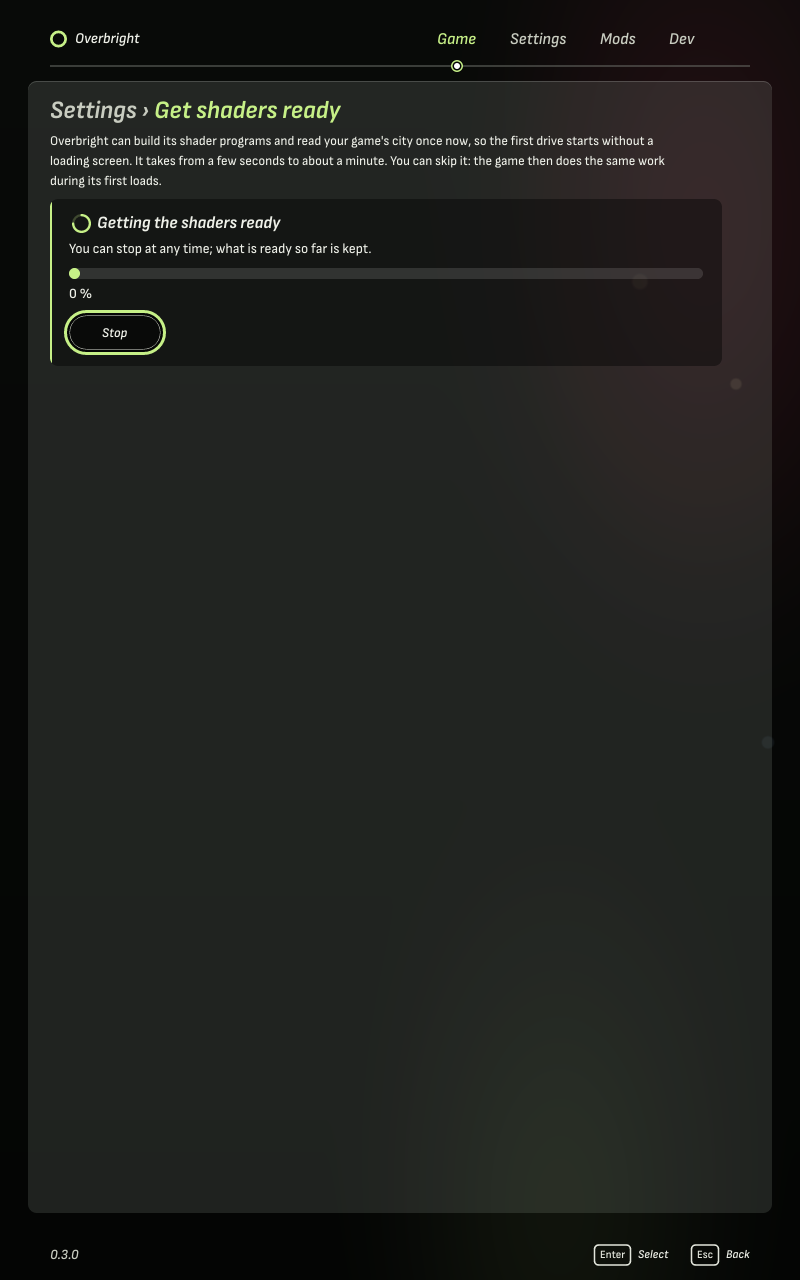 Overbright
Game Settings Mods Dev
Settings › Get shaders ready
Overbright can build its shader programs and read your game's city once now, so the first drive starts without a
loading screen. It takes from a few seconds to about a minute. You can skip it: the game then does the same work
during its first loads.
Getting the shaders ready
You can stop at any time; what is ready so far is kept.
0 %
Stop
0.3.0
Enter Select Esc Back